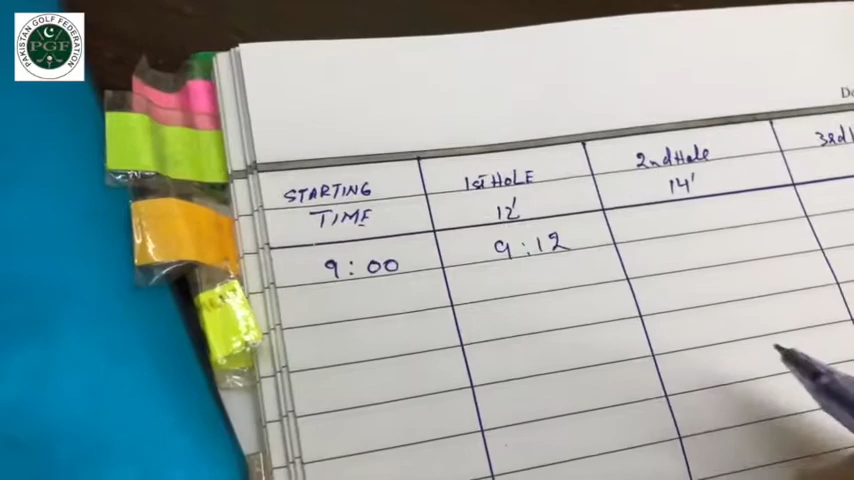 PAKISTAN GOLF FEDERATION
PGF
STARTING TIME
1st HOLE
12'
2nd Hole
14'
9:00
9:12